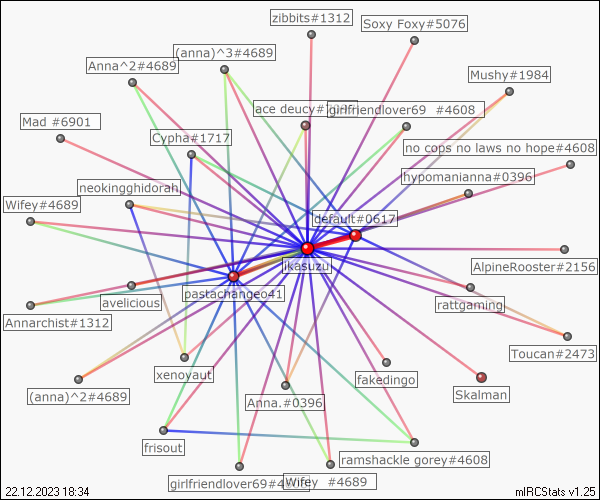 zibbits#1312
Soxy Foxy#5076
(anna)^3#4689
Anna^2#4689
Mushy#1984
ace deucy#
girlfriendlover69 #4608
Mad #6901
Cypha#1717
no cops no laws no hope#4608
hypomanianna#0396
neokingghidorah
Wifey#4689
default#0617
ikasuzu
AlpineRooster#2156
pastachangeo41
avelicious
rattgaming
Annarchist#1312
Toucan#2473
xenoyaut
fakedingo
Skalman
(anna)^2#4689
Anna.#0396
frisout
ramshackle gorey#4608
girlfriendlover69#4
Wifey #4689
22.12.2023 18:34
mIRCStats v1.25